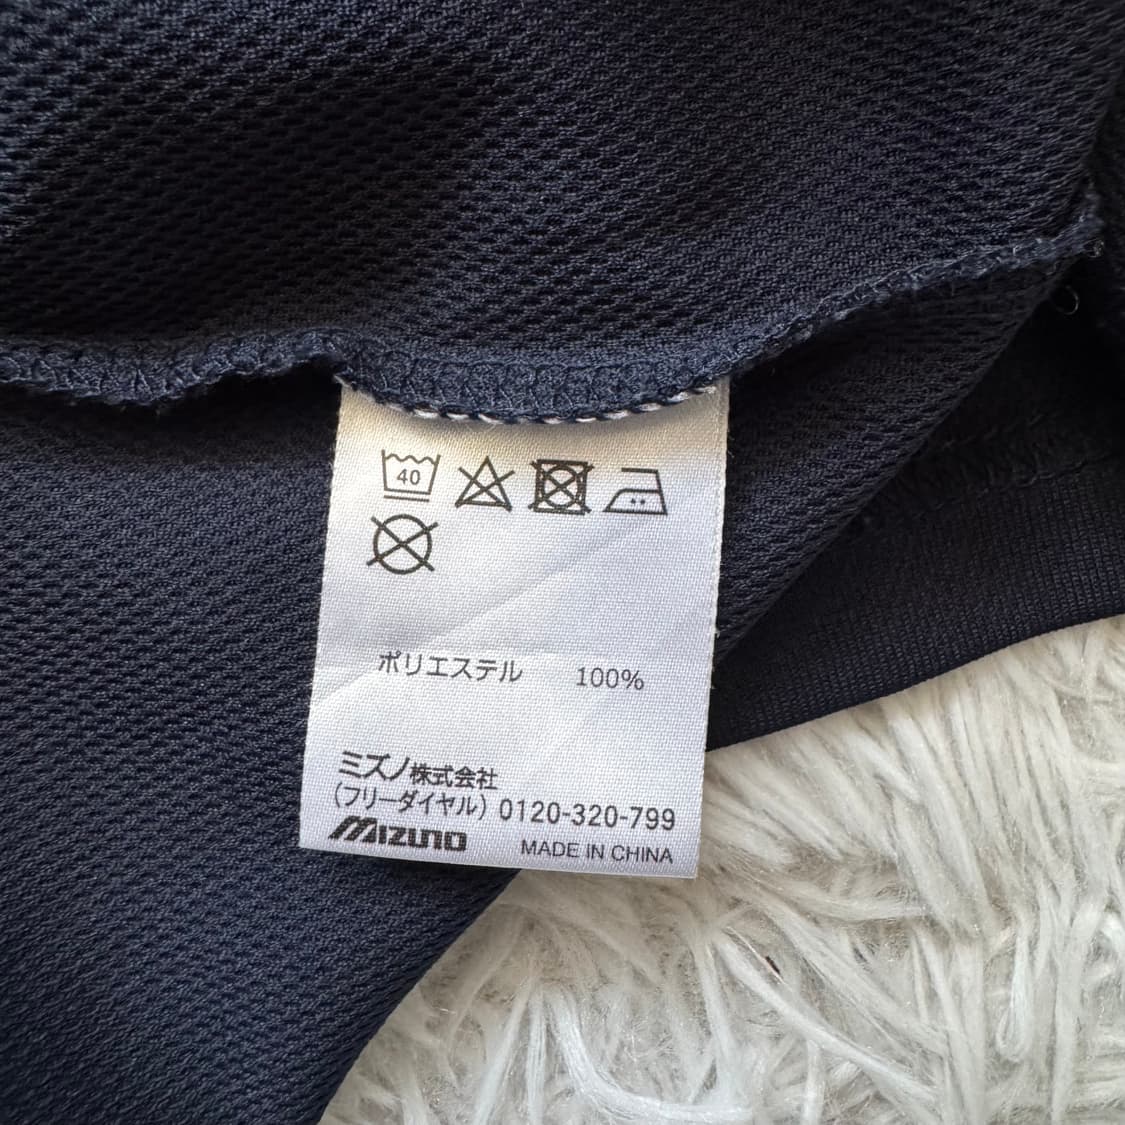 40
ポリエステル 100%
ミズノ株式会社
(フリーダイヤル) 0120-320-799
MIZUNO MADE IN CHINA